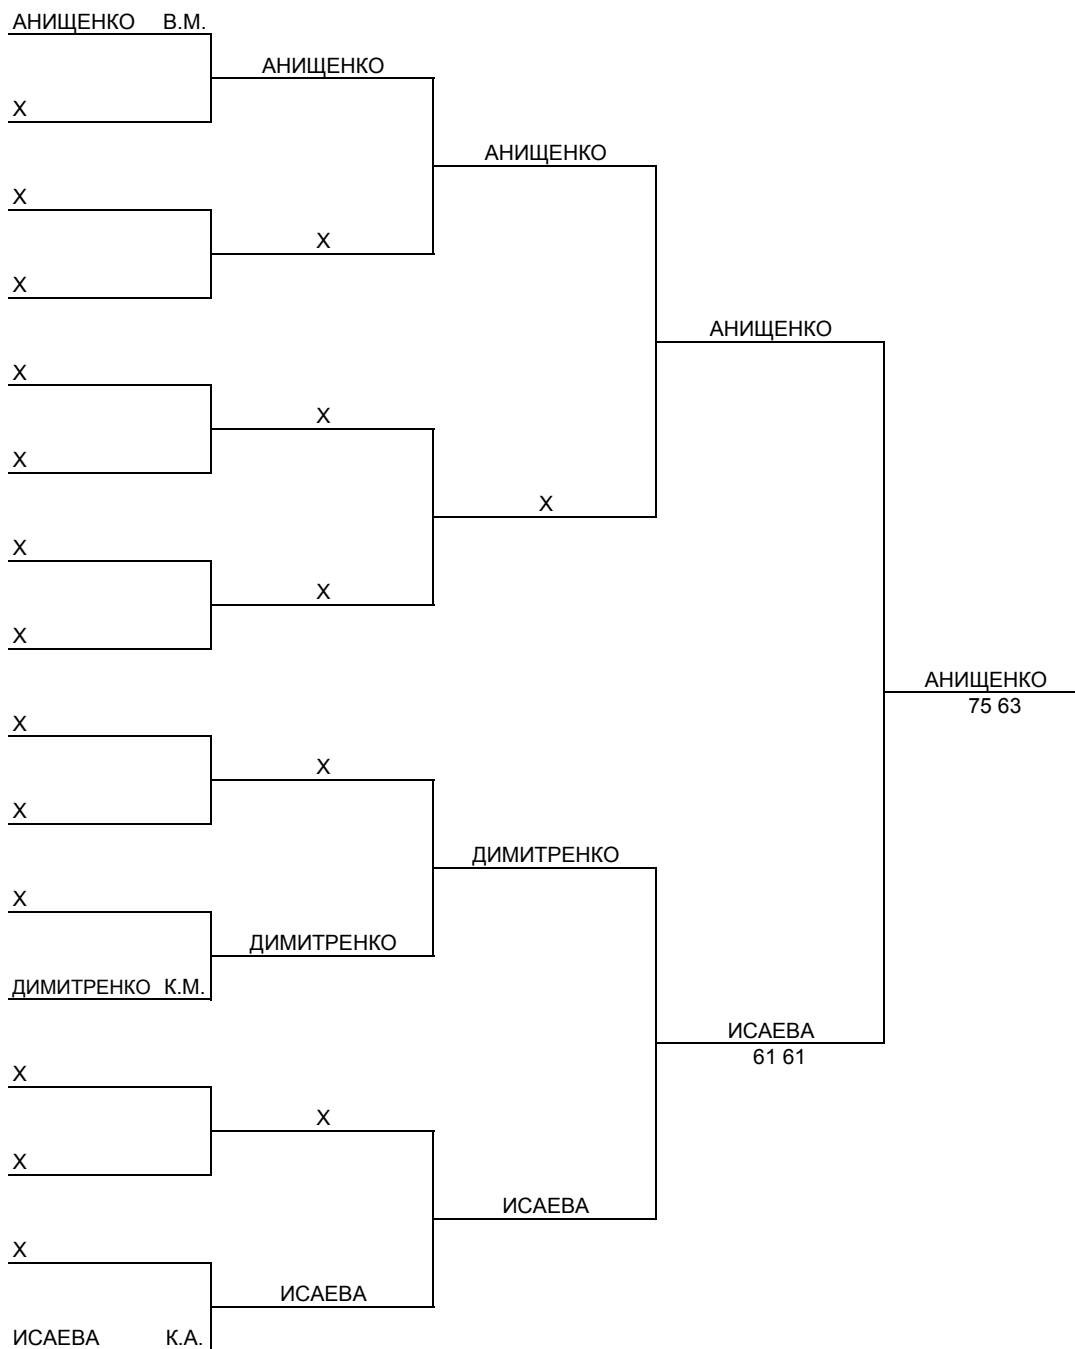 АНИЩЕНКО В.М.
АНИЩЕНКО
Х
АНИЩЕНКО
Х
Х
Х
АНИЩЕНКО
Х
Х
Х
Х
Х
Х
Х
АНИЩЕНКО
75 63
Х
Х
Х
ДИМИТРЕНКО
Х
ДИМИТРЕНКО
ДИМИТРЕНКО К.М.
ИСАЕВА
61 61
Х
Х
Х
ИСАЕВА
Х
ИСАЕВА
ИСАЕВА К.А.